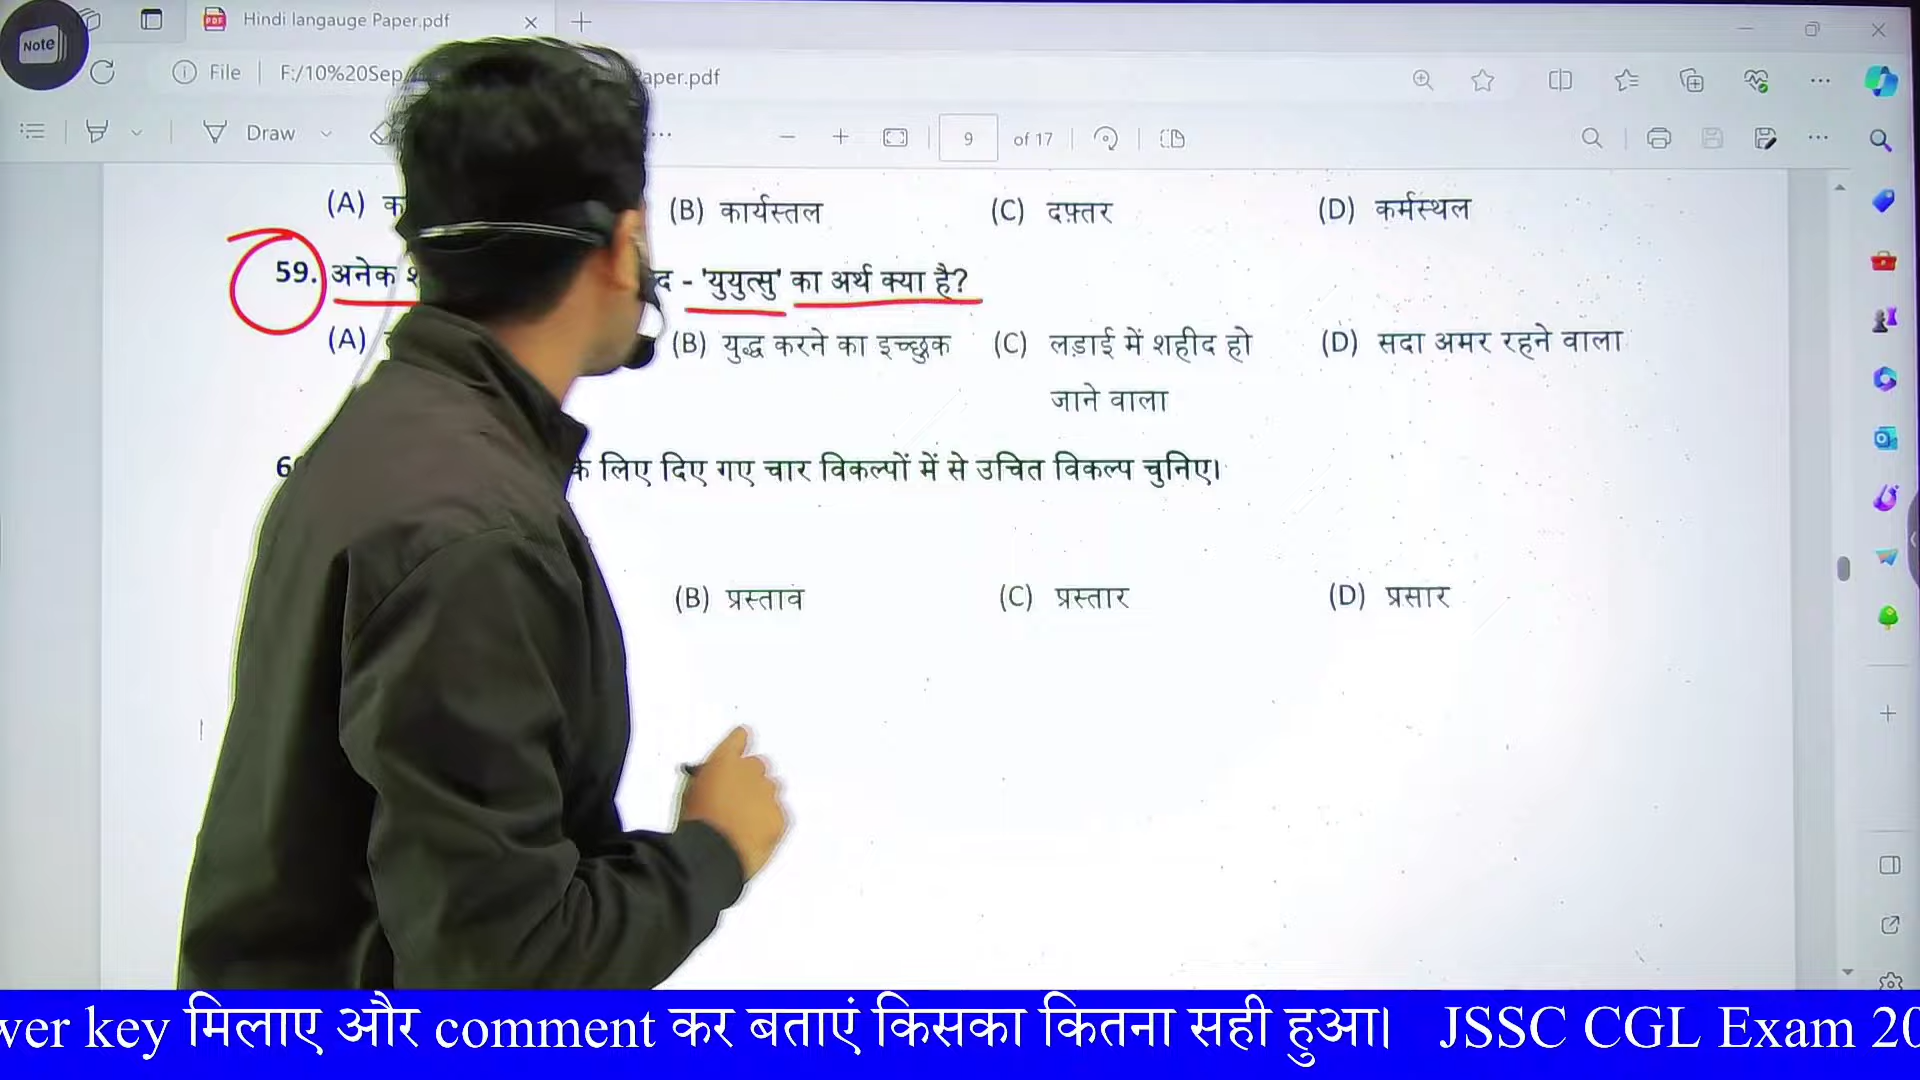 Note
Hindi langauge Paper.pdf
File
F:/10%20Sep
aper.pdf
Draw
9
of 17
(A) क
(B) कार्यस्तल
(C) दफ़्तर
(D) कर्मस्थल
59. अनेक
- 'युयुत्सु' का अर्थ क्या है?
(A)
(B) युद्ध करने का इच्छुक
(C) लड़ाई में शहीद हो
जाने वाला
(D) सदा अमर रहने वाला
के लिए दिए गए चार विकल्पों में से उचित विकल्प चुनिए।
(B) प्रस्ताव
(C) प्रस्तार
(D) प्रसार
wer key मिलाए और comment कर बताएं किसका कितना सही हुआ। JSSC CGL Exam 20